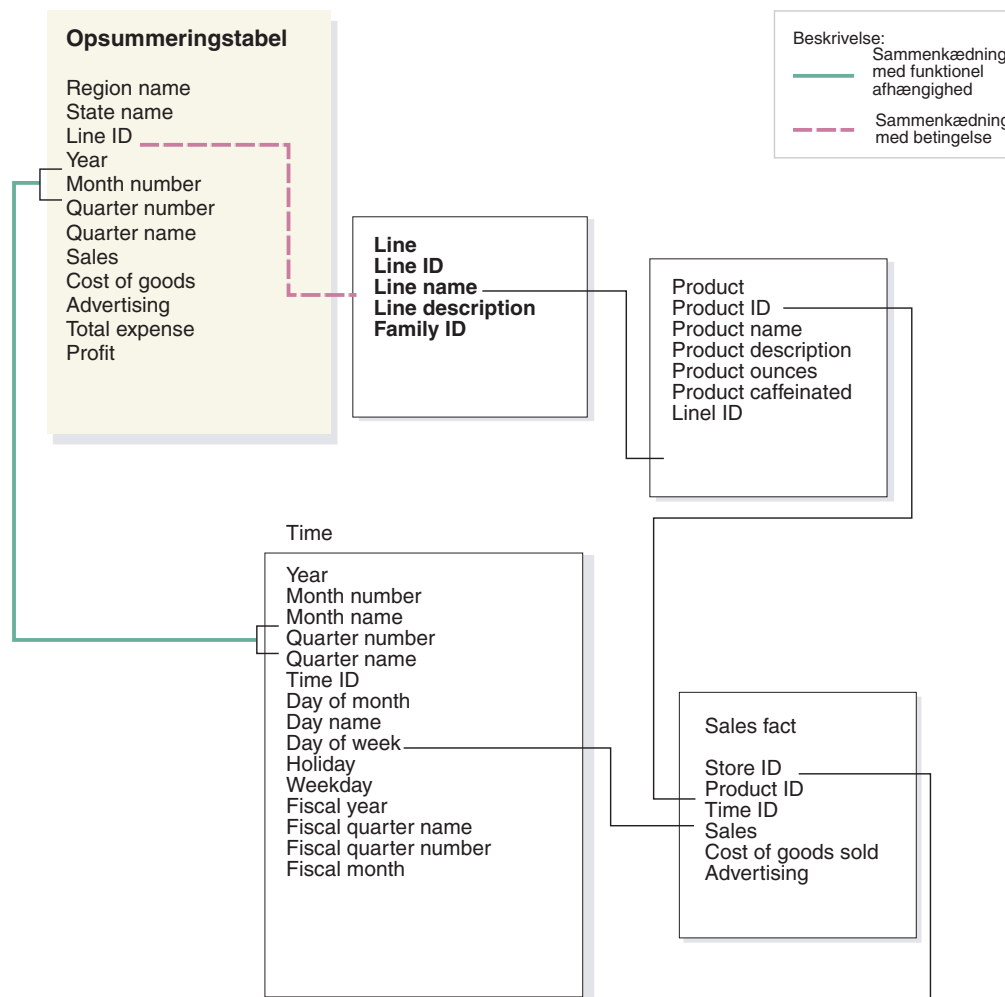 Opsummeringstabel
Region name
State name
Line ID
Year
Month number
Quarter number
Quarter name
Sales
Cost of goods
Advertising
Total expense
Profit
Beskrivelse:
Sammenkædning
med funktionel
afhængighed
Sammenkædning
med betingelse
Line
Line ID
Line name
Line description
Family ID
Product
Product ID
Product name
Product description
Product ounces
Product caffeinated
Linel ID
Time
Year
Month number
Month name
Quarter number
Quarter name
Time ID
Day of month
Day name
Day of week
Holiday
Weekday
Fiscal year
Fiscal quarter name
Fiscal quarter number
Fiscal month
Sales fact
Store ID
Product ID
Time ID
Sales
Cost of goods sold
Advertising